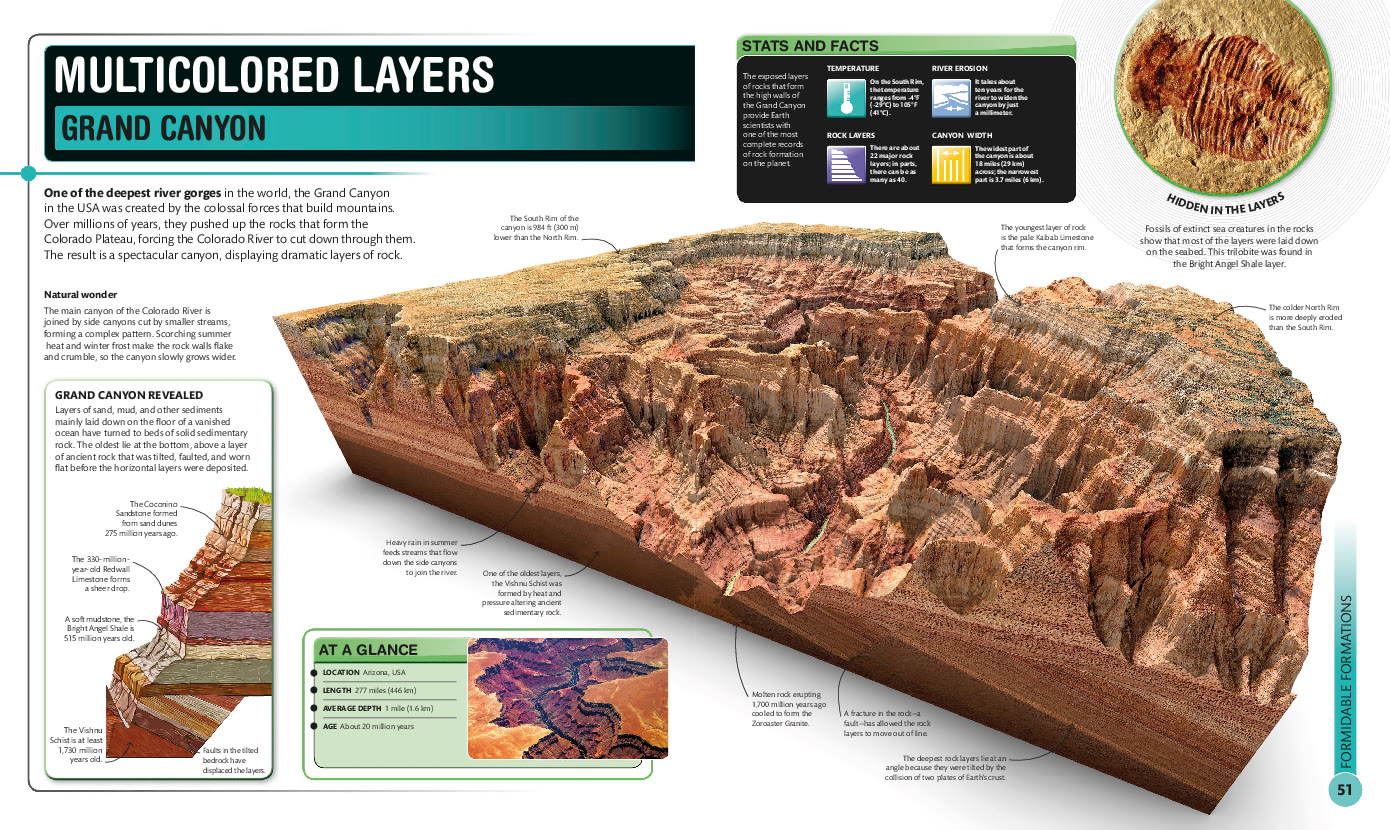 MULTICOLORED LAYERS
GRAND CANYON
One of the deepest river gorges in the world, the Grand Canyon
in the USA was created by the colossal forces that build mountains.
Over millions of years, they pushed up the rocks that form the
Colorado Plateau, forcing the Colorado River to cut down through them.
The result is a spectacular canyon, displaying dramatic layers of rock.
Natural wonder
The main canyon of the Colorado River is
joined by side canyons cut by smaller streams,
forming a complex pattern. Scorching summer
heat and winter frost make the rock walls flake
and crumble, so the canyon slowly grows wider.
GRAND CANYON REVEALED
Layers of sand, mud, and other sediments
mainly laid down on the floor of a vanished
ocean have turned to beds of solid sedimentary
rock. The oldest lie at the bottom, above a layer
of ancient rock that was tilted, faulted, and worn
flat before the horizontal layers were deposited.
The Coconino
Sandstone formed
from sand dunes
275 million years ago.
The 330-million-
year-old Redwall
Limestone forms
a sheer drop.
A soft mudstone, the
Bright Angel Shale is
515 million years old.
The Vishnu
Schist is at least
1,730 million
years old.
Faults in the tilted
bedrock have
displaced the layers.
STATS AND FACTS
The exposed layers
of rocks that form
the high walls of
the Grand Canyon
provide Earth
scientists with
one of the most
complete records
of rock formation
on the planet.
TEMPERATURE
On the South Rim,
the temperature
ranges from -4°F
(-29°C) to 105°F
(41°C).
RIVER EROSION
It takes about
ten years for the
river to widen the
canyon by just
a millimeter.
ROCK LAYERS
There are about
22 major rock
layers; in parts,
there can be as
many as 40.
CANYON WIDTH
The widest part of
the canyon is about
18 miles (29 km)
across; the narrowest
part is 3.7 miles (6 km).
HIDDEN IN THE LAYERS
Fossils of extinct sea creatures in the rocks
show that most of the layers were laid down
on the seabed. This trilobite was found in
the Bright Angel Shale layer.
The South Rim of the
canyon is 984 ft (300 m)
lower than the North Rim.
The youngest layer of rock
is the pale Kaibab Limestone
that forms the canyon rim.
The colder North Rim
is more deeply eroded
than the South Rim.
Heavy rain in summer
feeds streams that flow
down the side canyons
to join the river.
One of the oldest layers,
the Vishnu Schist was
formed by heat and
pressure altering ancient
sedimentary rock.
AT A GLANCE
LOCATION Arizona, USA
LENGTH 277 miles (446 km)
AVERAGE DEPTH 1 mile (1.6 km)
AGE About 20 million years
Molten rock erupting
1,700 million years ago
cooled to form the
Zoroaster Granite.
A fracture in the rock—a
fault—has allowed the rock
layers to move out of line.
The deepest rock layers lie at an
angle because they were tilted by the
collision of two plates of Earth's crust.
FORMIDABLE FORMATIONS
51